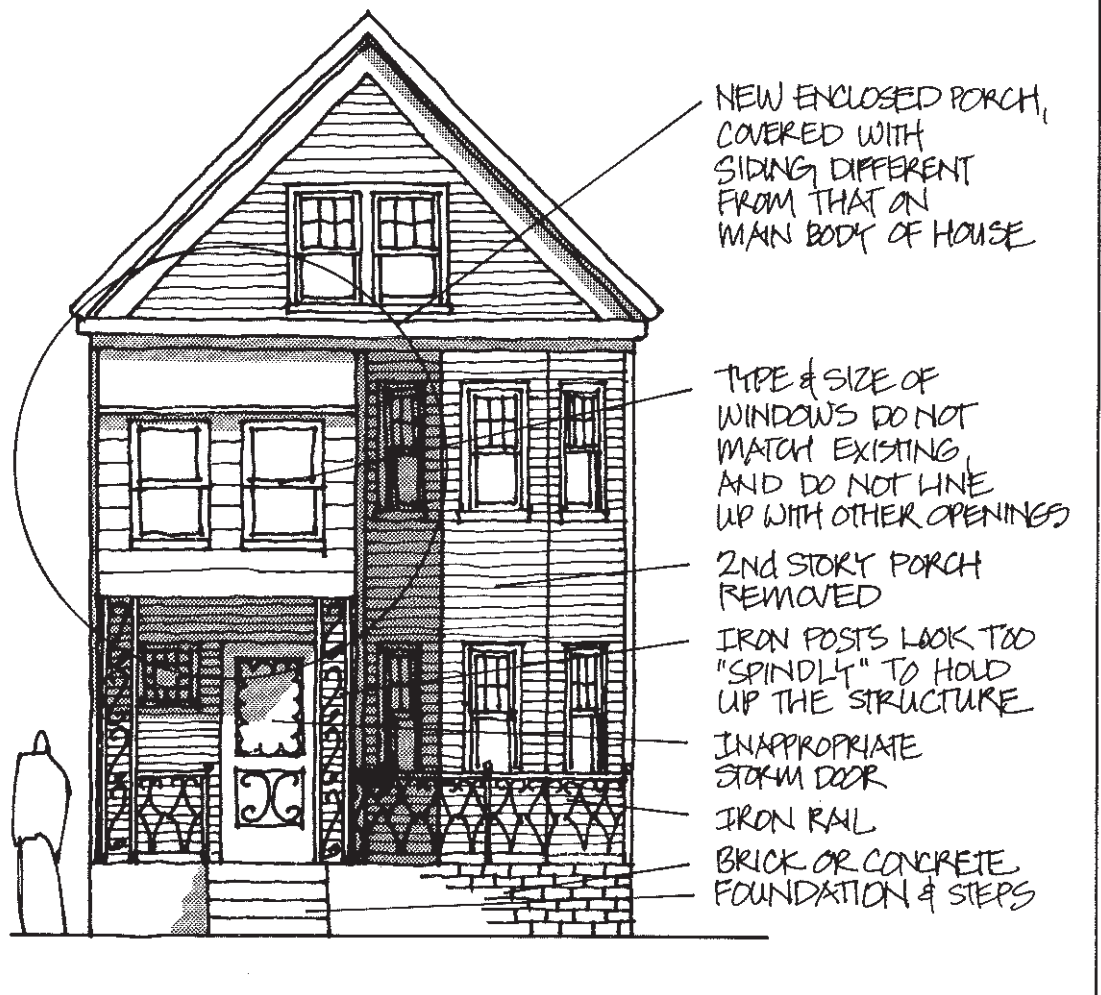 NEW ENCLOSED PORCH,
COVERED WITH
SIDING DIFFERENT
FROM THAT ON
MAIN BODY OF HOUSE
TYPE & SIZE OF
WINDOWS DO NOT
MATCH EXISTING,
AND DO NOT LINE
UP WITH OTHER OPENINGS
2Nd STORY PORCH
REMOVED
IRON POSTS LOOK TOO
"SPINDLY" TO HOLD
UP THE STRUCTURE
INAPPROPRIATE
STORM DOOR
IRON RAIL
BRICK OR CONCRETE
FOUNDATION & STEPS